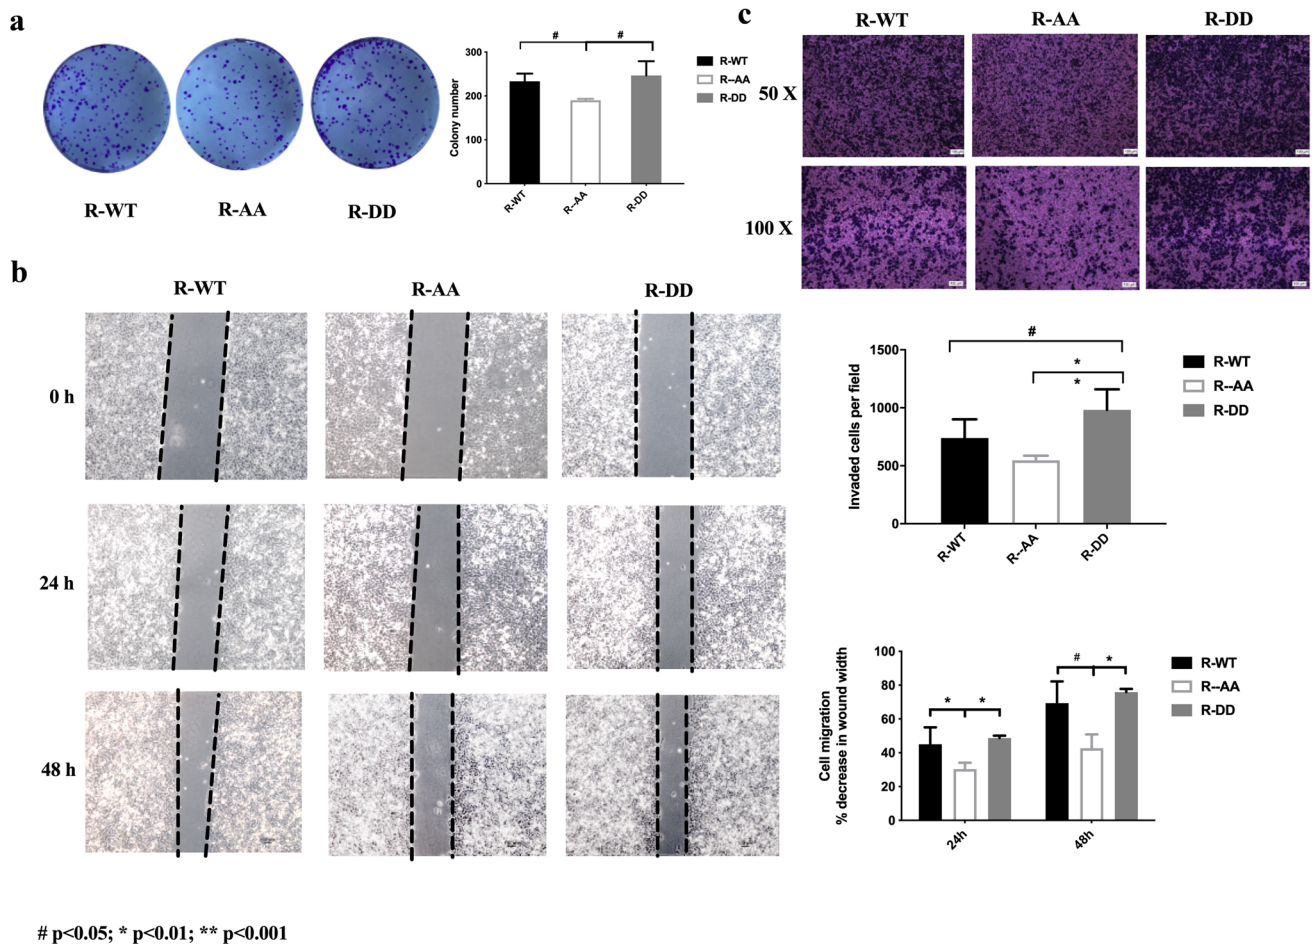 a
R-WT
R-AA
R-DD
Colony number
300
200
100
0
#
#
R-WT
R--AA
R-DD
R-WT
R--AA
R-DD
b
R-WT
R-AA
R-DD
0 h
24 h
48 h
c
R-WT
R-AA
R-DD
50 X
100 X
Invaded cells per field
1500
1000
500
0
#
*
*
R-WT
R--AA
R-DD
R-WT
R--AA
R-DD
Cell migration
% decrease in wound width
100
80
60
40
20
0
*
*
#
*
24h
48h
R-WT
R--AA
R-DD
# p<0.05; * p<0.01; ** p<0.001